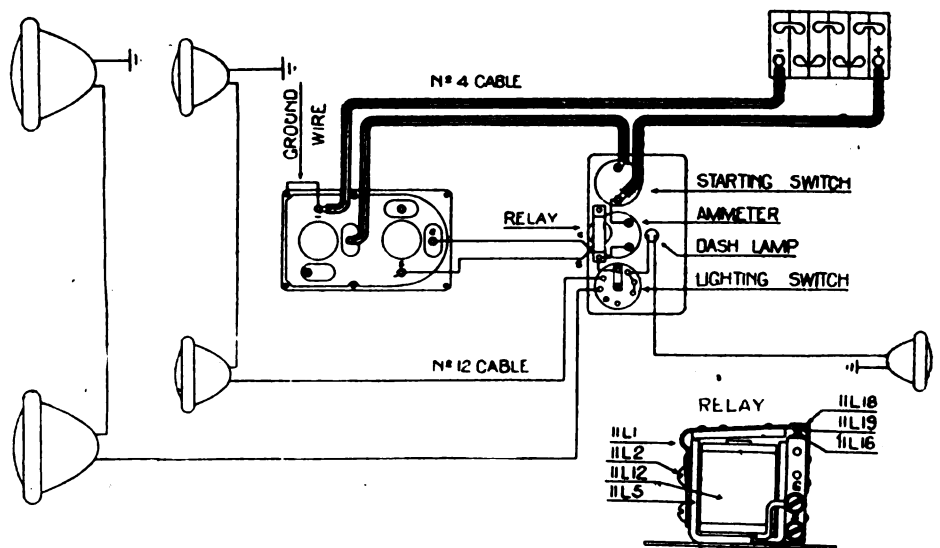 Nº 4 CABLE
GROUND
WIRE
STARTING SWITCH
RELAY
AMMETER
DASH LAMP
LIGHTING SWITCH
Nº 12 CABLE
RELAY
11L18
11L19
11L16
11L1
11L2
11L12
11L5